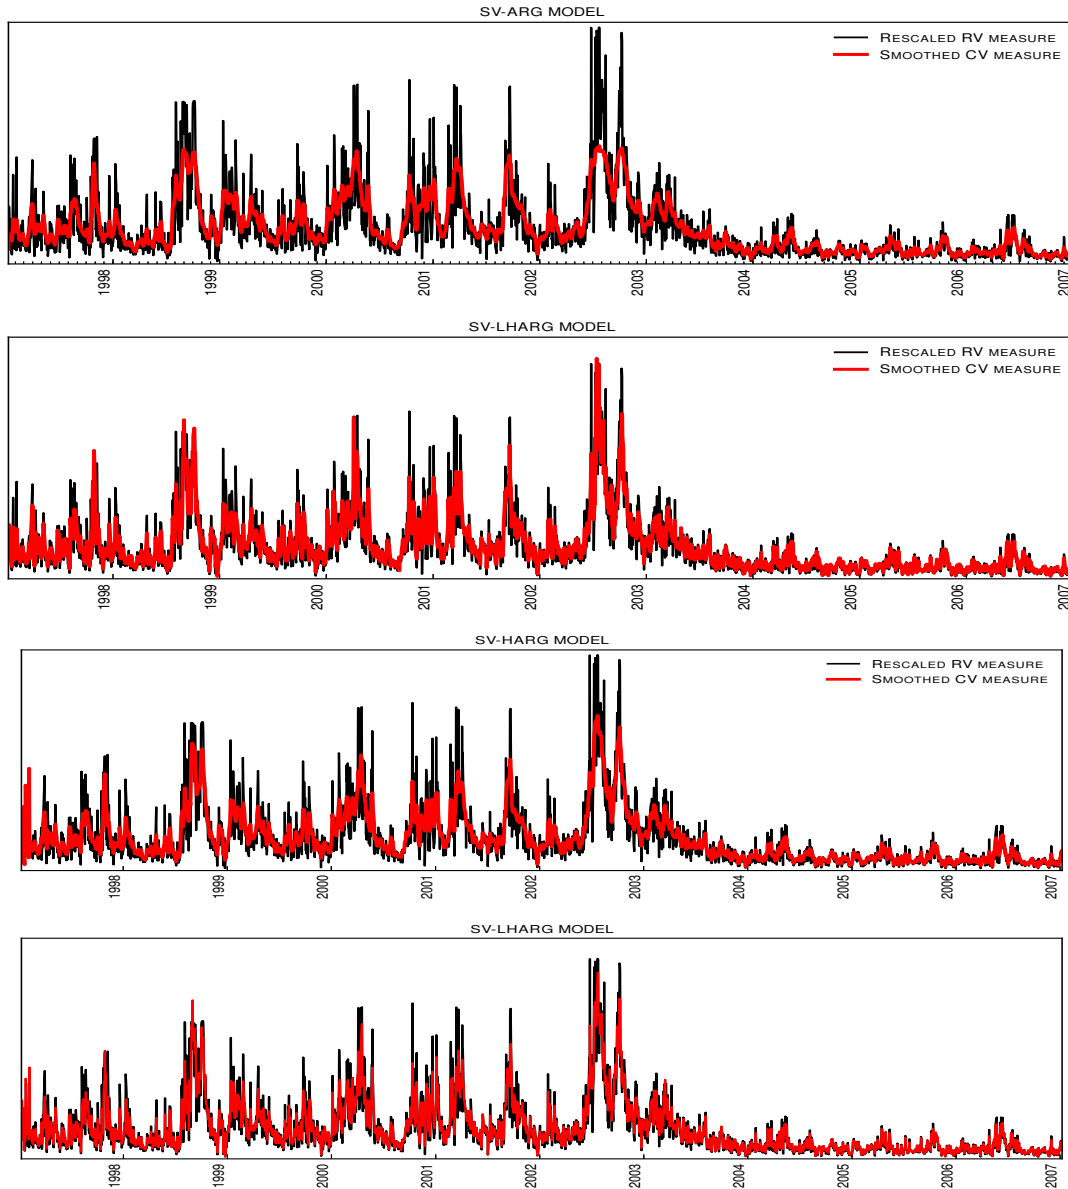 SV-ARG MODEL
RESCALED RV MEASURE
SMOOTHED CV MEASURE
1998 1999 2000 2001 2002 2003 2004 2005 2006 2007
SV-LHARG MODEL
RESCALED RV MEASURE
SMOOTHED CV MEASURE
1998 1999 2000 2001 2002 2003 2004 2005 2006 2007
SV-HARG MODEL
RESCALED RV MEASURE
SMOOTHED CV MEASURE
1998 1999 2000 2001 2002 2003 2004 2005 2006 2007
SV-LHARG MODEL
1998 1999 2000 2001 2002 2003 2004 2005 2006 2007